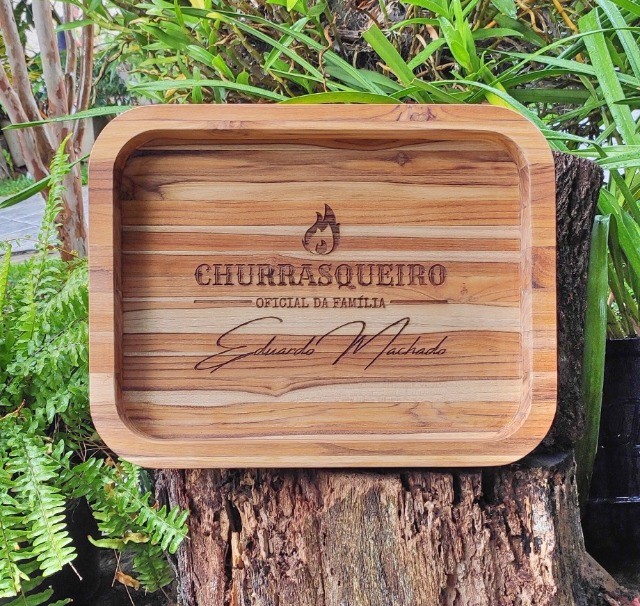 CHURRASQUEIRO
OFICIAL DA FAMÍLIA
Eduardo Machado